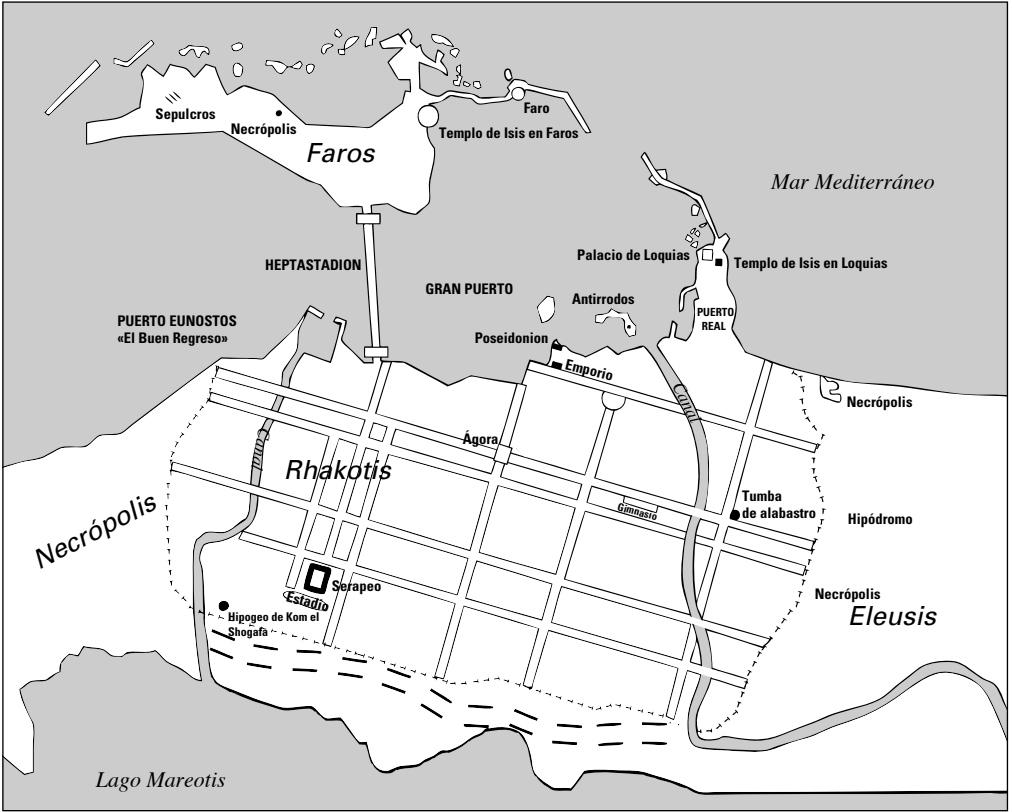 Sepulcros
Necrópolis
Faros
Faro
Templo de Isis en Faros
Mar Mediterráneo
HEPTASTADION
Palacio de Loquias
Templo de Isis en Loquias
GRAN PUERTO
Antirrodos
PUERTO
REAL
PUERTO EUNOSTOS
«El Buen Regreso»
Poseidonion
Emporio
Canal
Necrópolis
Ágora
Rhakotis
Necrópolis
Gimnasio
Tumba
de alabastro
Hipódromo
Serapeo
Estadio
Necrópolis
Eleusis
Hipogeo de Kom el
Shogafa
Lago Mareotis